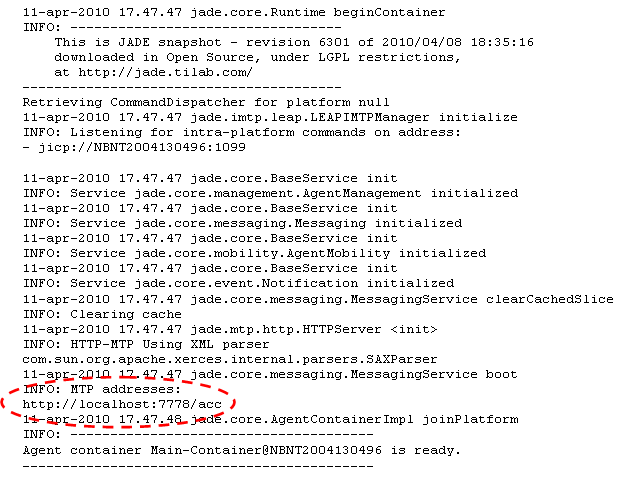 11-apr-2010 17.47.47 jade.core.Runtime beginContainer
INFO: ----------------------------------
    This is JADE snapshot - revision 6301 of 2010/04/08 18:35:16
    downloaded in Open Source, under LGPL restrictions,
    at http://jade.tilab.com/
----------------------------------------
Retrieving CommandDispatcher for platform null
11-apr-2010 17.47.47 jade.imtp.leap.LEAPIMTPManager initialize
INFO: Listening for intra-platform commands on address:
- jicp://NBNT2004130496:1099

11-apr-2010 17.47.47 jade.core.BaseService init
INFO: Service jade.core.management.AgentManagement initialized
11-apr-2010 17.47.47 jade.core.BaseService init
INFO: Service jade.core.messaging.Messaging initialized
11-apr-2010 17.47.47 jade.core.BaseService init
INFO: Service jade.core.mobility.AgentMobility initialized
11-apr-2010 17.47.47 jade.core.BaseService init
INFO: Service jade.core.event.Notification initialized
11-apr-2010 17.47.47 jade.core.messaging.MessagingService clearCachedSlice
INFO: Clearing cache
11-apr-2010 17.47.47 jade.mtp.http.HTTPServer <init>
INFO: HTTP-MTP Using XML parser
com.sun.org.apache.xerces.internal.parsers.SAXParser
11-apr-2010 17.47.47 jade.core.messaging.MessagingService boot
INFO: MTP addresses:
http://localhost:7778/acc
11-apr-2010 17.47.48 jade.core.AgentContainerImpl joinPlatform
INFO: --------------------------------------
Agent container Main-Container@NBNT2004130496 is ready.
--------------------------------------------